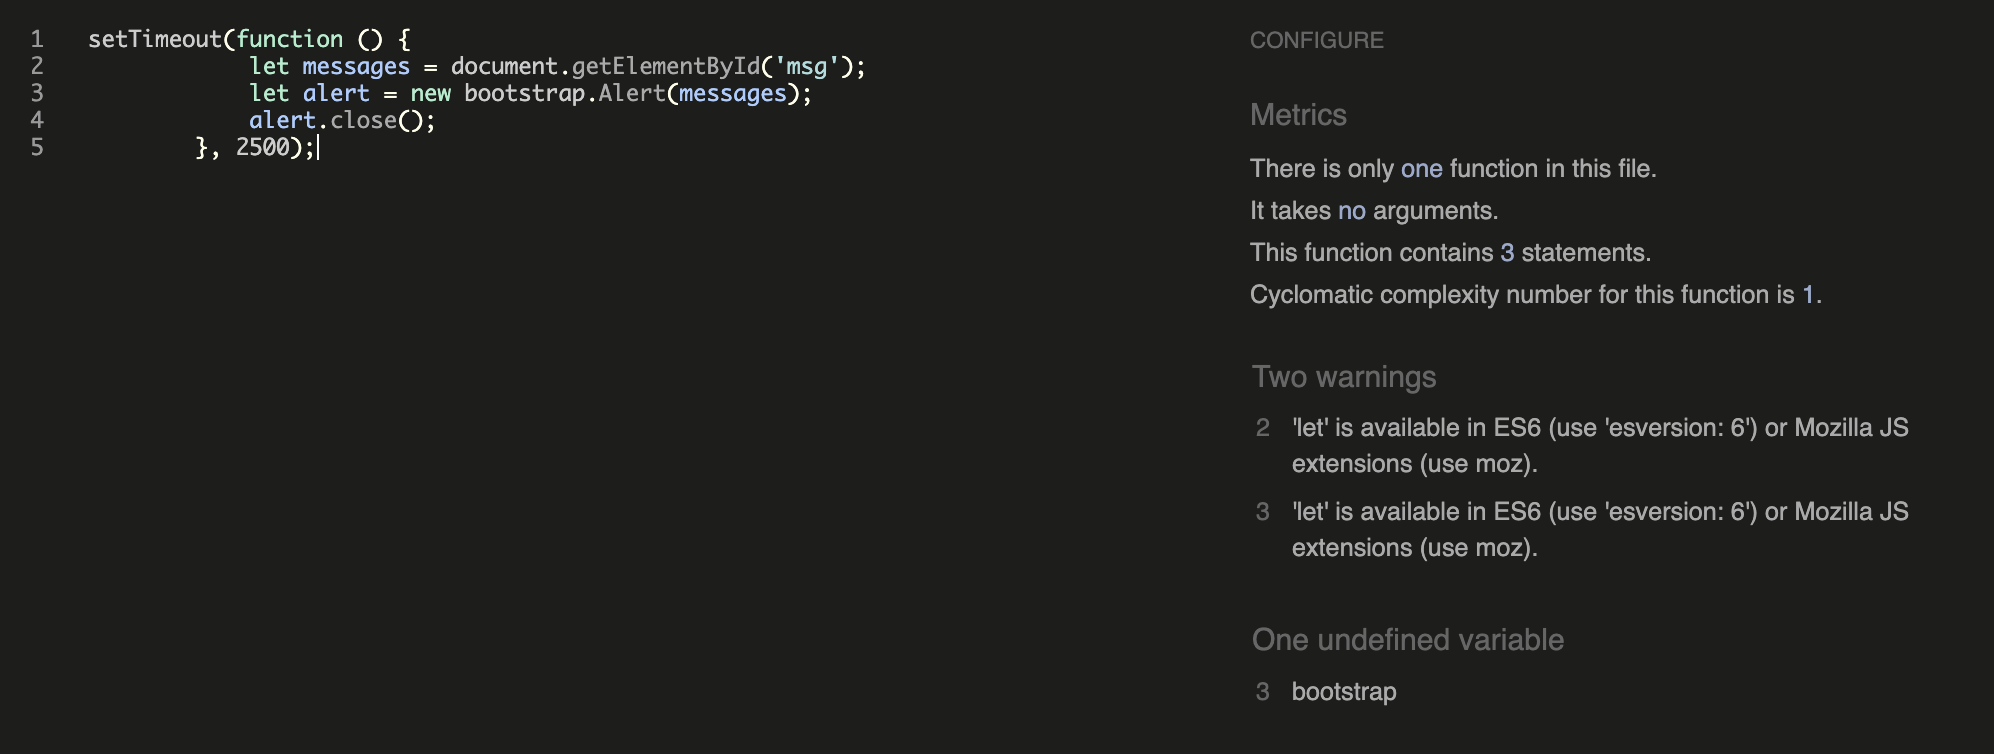 1 setTimeout(function () {
2 let messages = document.getElementById('msg');
3 let alert = new bootstrap.Alert(messages);
4 alert.close();
5 }, 2500);
CONFIGURE
Metrics
There is only one function in this file.
It takes no arguments.
This function contains 3 statements.
Cyclomatic complexity number for this function is 1.
Two warnings
2 'let' is available in ES6 (use 'esversion: 6') or Mozilla JS
extensions (use moz).
3 'let' is available in ES6 (use 'esversion: 6') or Mozilla JS
extensions (use moz).
One undefined variable
3 bootstrap